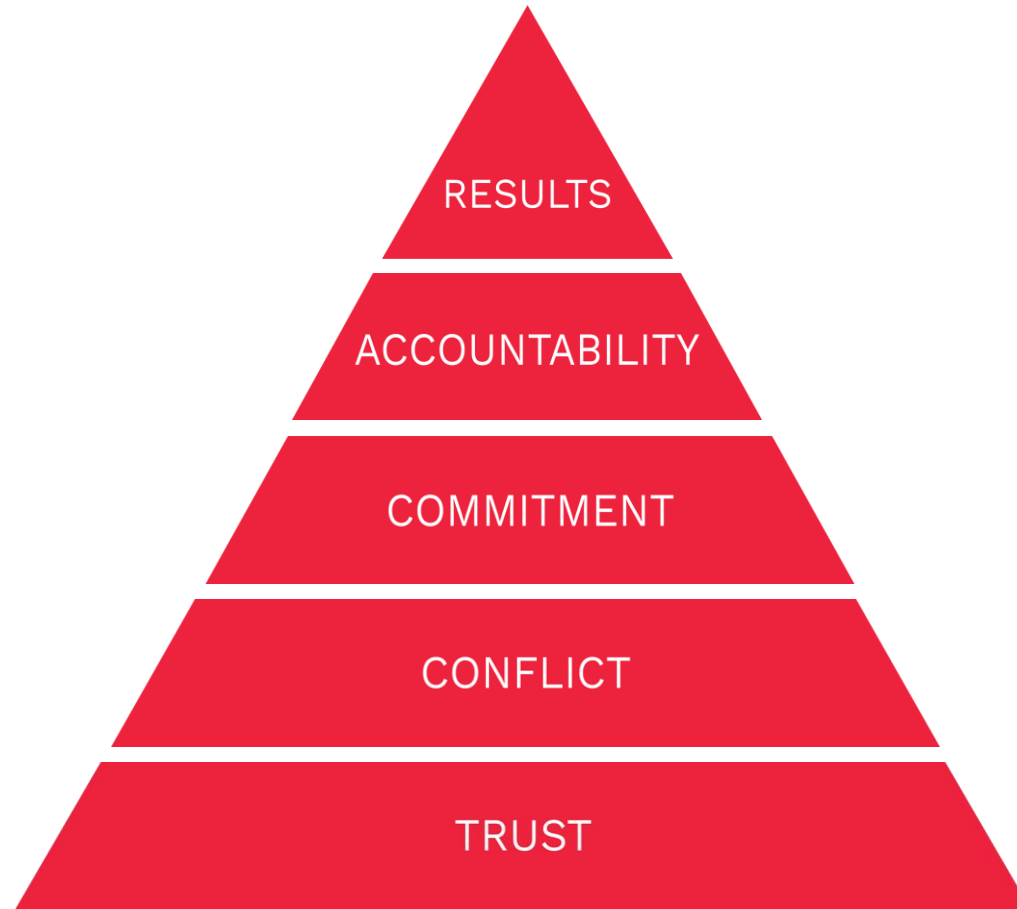 RESULTS
ACCOUNTABILITY
COMMITMENT
CONFLICT
TRUST